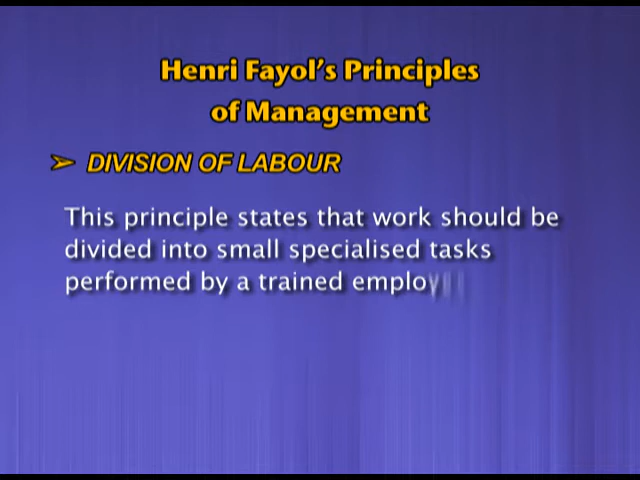 Henri Fayol's Principles
of Management
➢ DIVISION OF LABOUR
This principle states that work should be
divided into small specialised tasks
performed by a trained